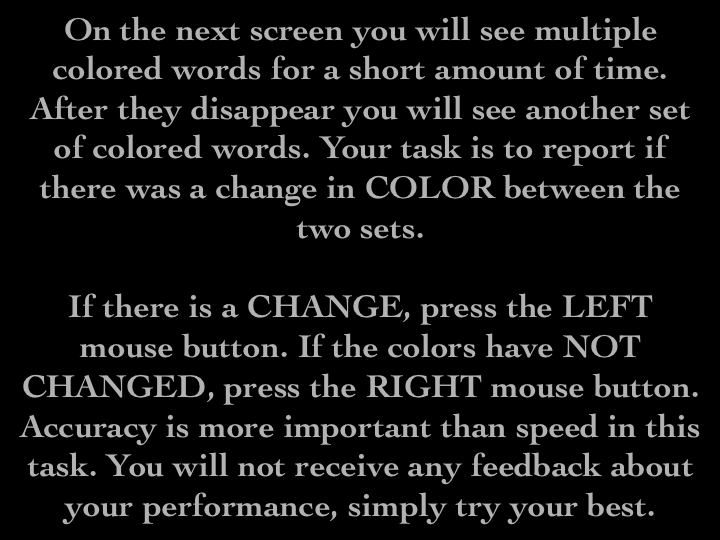 On the next screen you will see multiple
colored words for a short amount of time.
After they disappear you will see another set
of colored words. Your task is to report if
there was a change in COLOR between the
two sets.
If there is a CHANGE, press the LEFT
mouse button. If the colors have NOT
CHANGED, press the RIGHT mouse button.
Accuracy is more important than speed in this
task. You will not receive any feedback about
your performance, simply try your best.